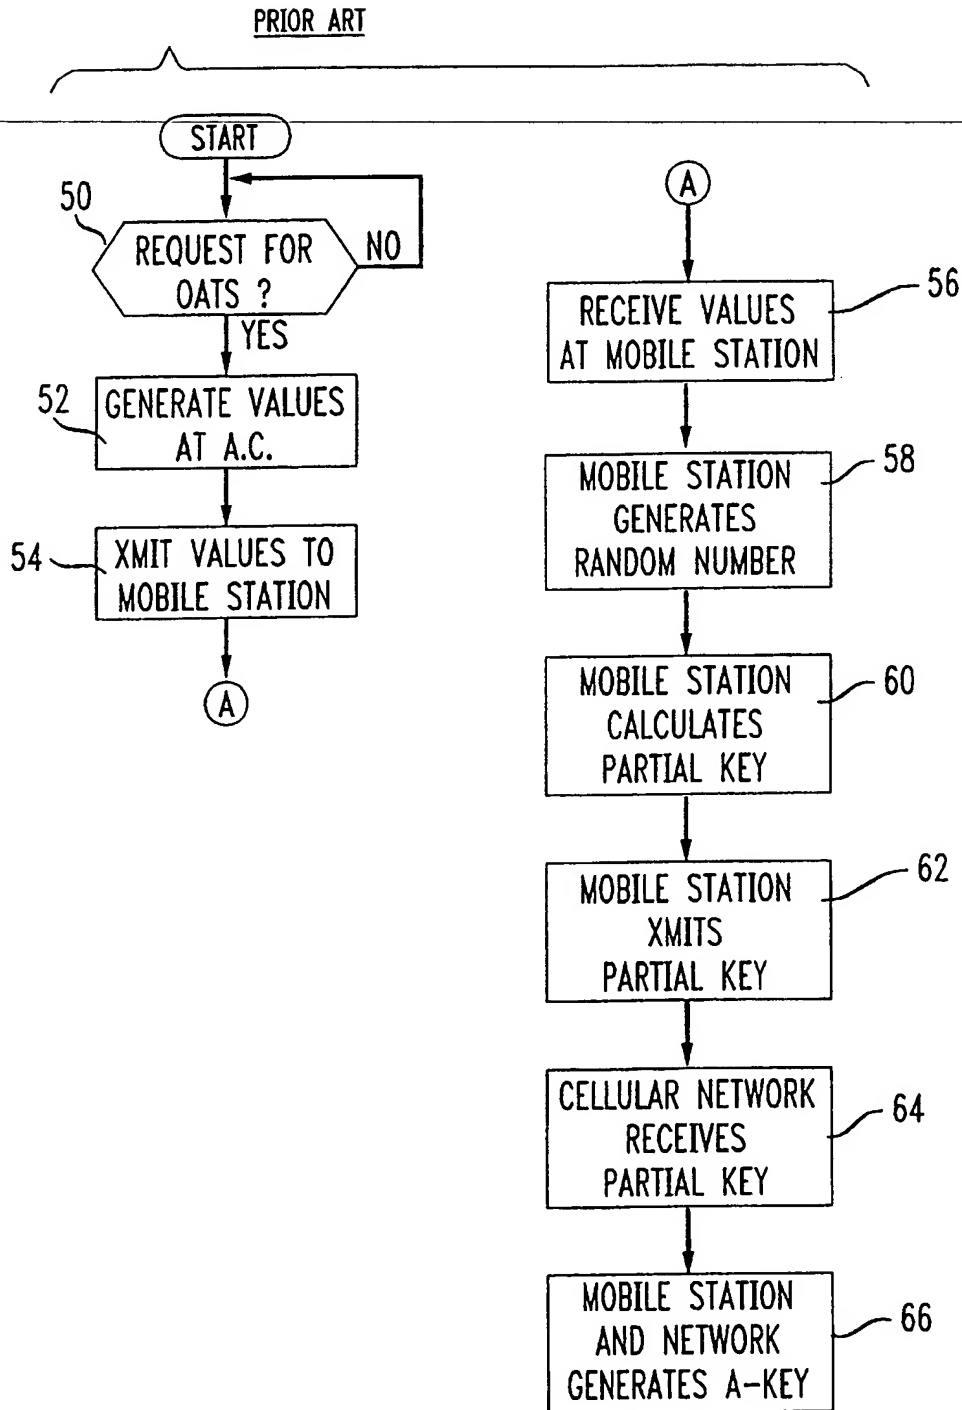 PRIOR ART
START
50
REQUEST FOR
OATS ?
NO
YES
52
GENERATE VALUES
AT A.C.
54
XMIT VALUES TO
MOBILE STATION
A
A
56
RECEIVE VALUES
AT MOBILE STATION
58
MOBILE STATION
GENERATES
RANDOM NUMBER
60
MOBILE STATION
CALCULATES
PARTIAL KEY
62
MOBILE STATION
XMITS
PARTIAL KEY
64
CELLULAR NETWORK
RECEIVES
PARTIAL KEY
66
MOBILE STATION
AND NETWORK
GENERATES A-KEY